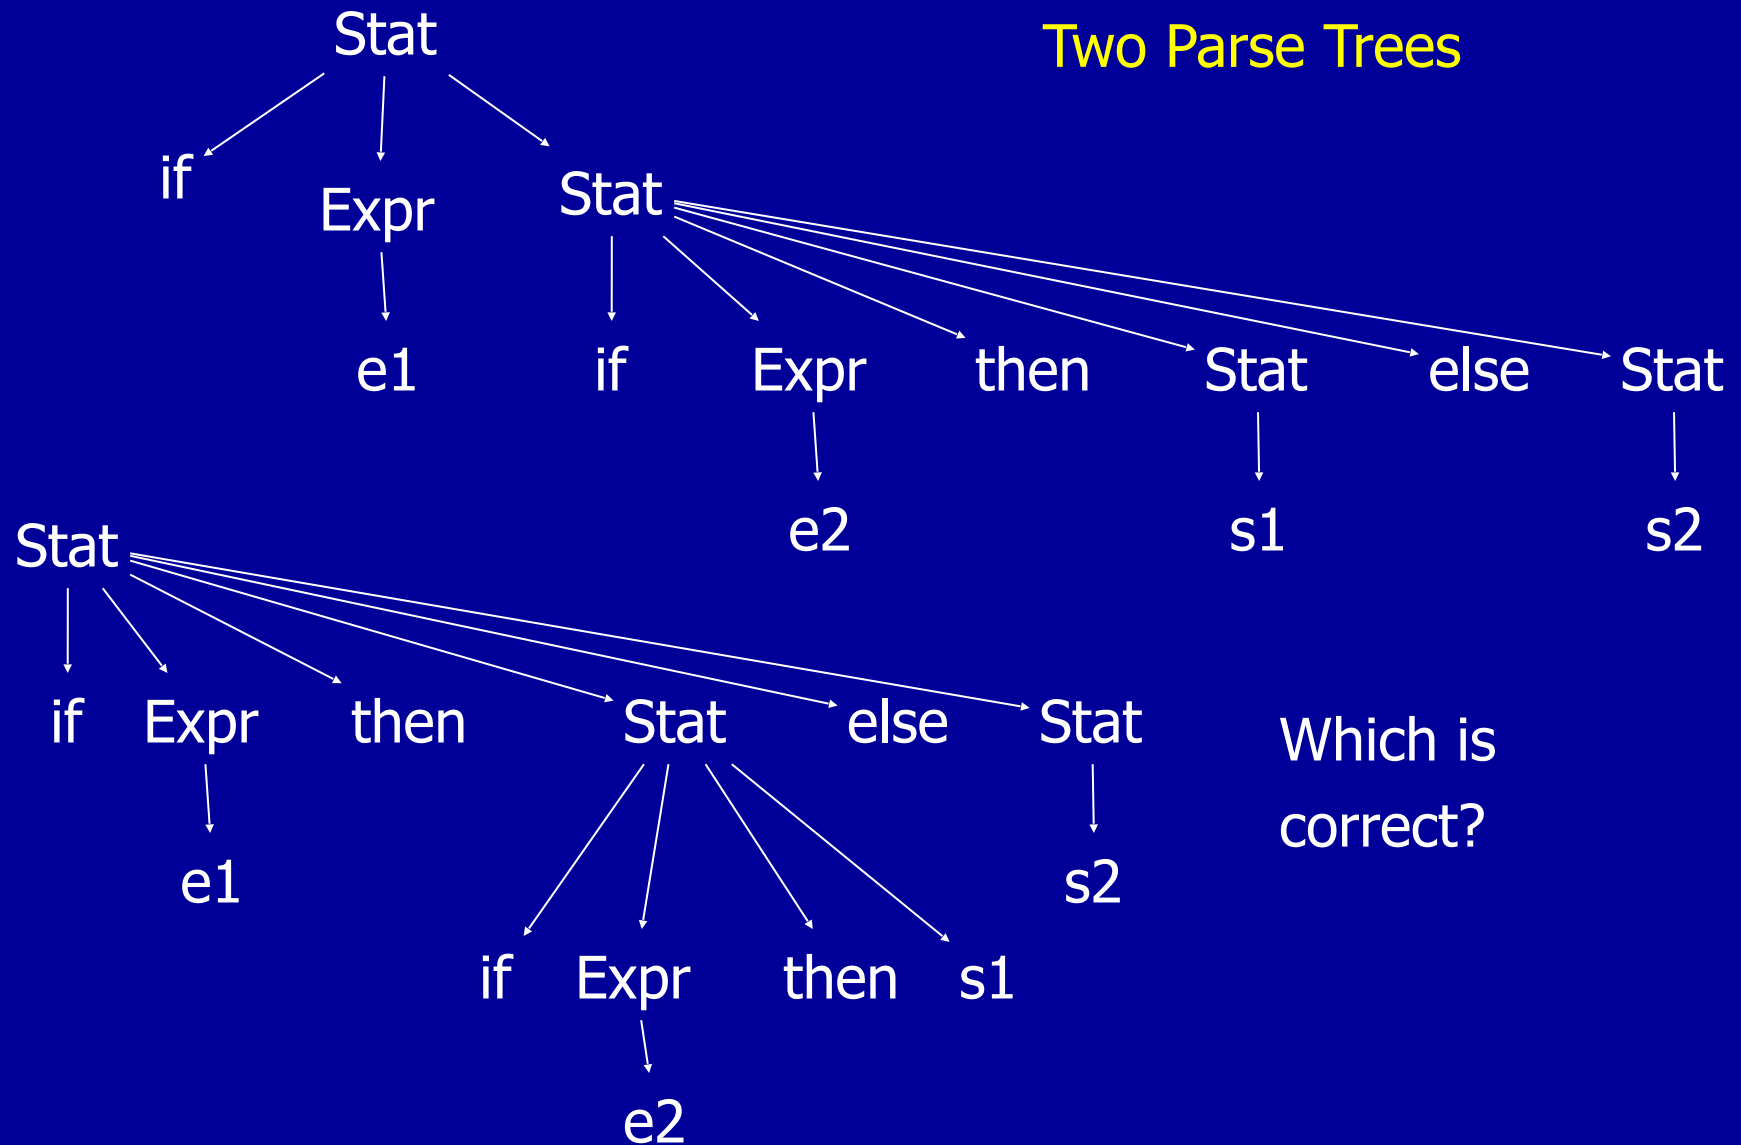 Two Parse Trees
Stat
if Expr Stat
e1 if Expr then Stat else Stat
e2 s1 s2
Stat
if Expr then Stat else Stat
e1 s2
if Expr then s1
e2
Which is
correct?